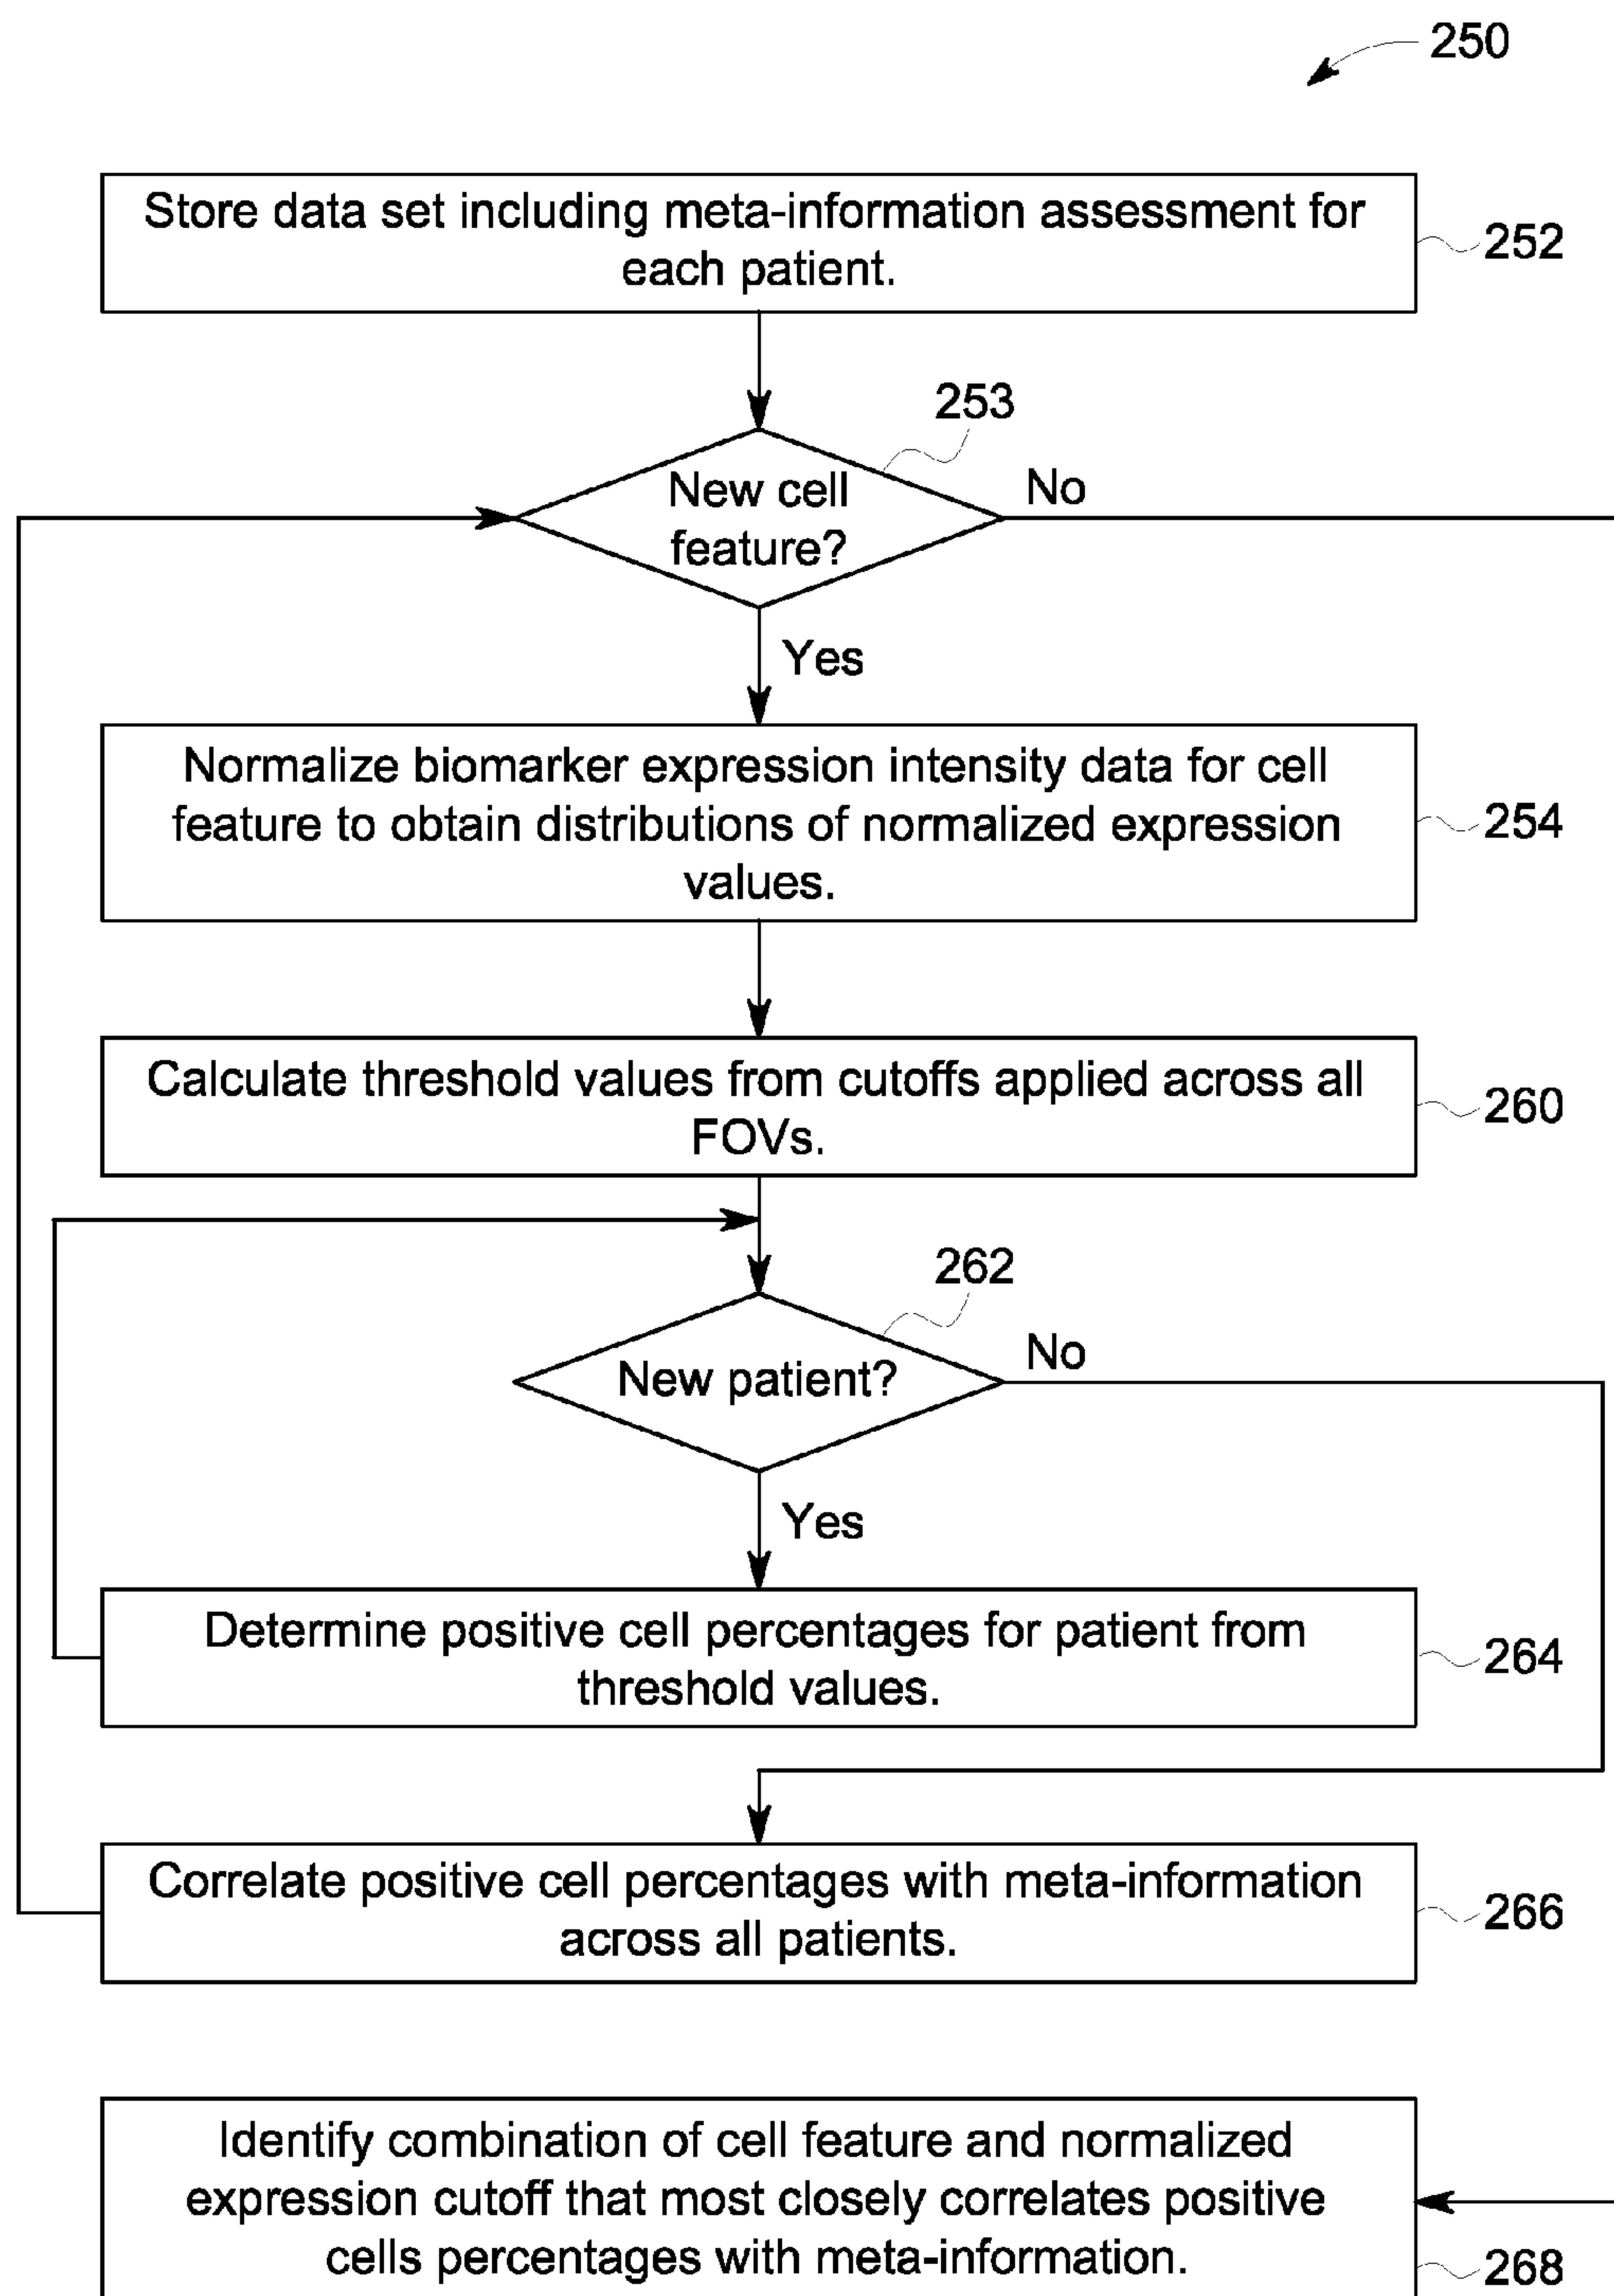 250
Store data set including meta-information assessment for
each patient.
252
253
New cell
feature?
No
Yes
Normalize biomarker expression intensity data for cell
feature to obtain distributions of normalized expression
values.
254
Calculate threshold values from cutoffs applied across all
FOVs.
260
262
New patient?
No
Yes
Determine positive cell percentages for patient from
threshold values.
264
Correlate positive cell percentages with meta-information
across all patients.
266
Identify combination of cell feature and normalized
expression cutoff that most closely correlates positive
cells percentages with meta-information.
268